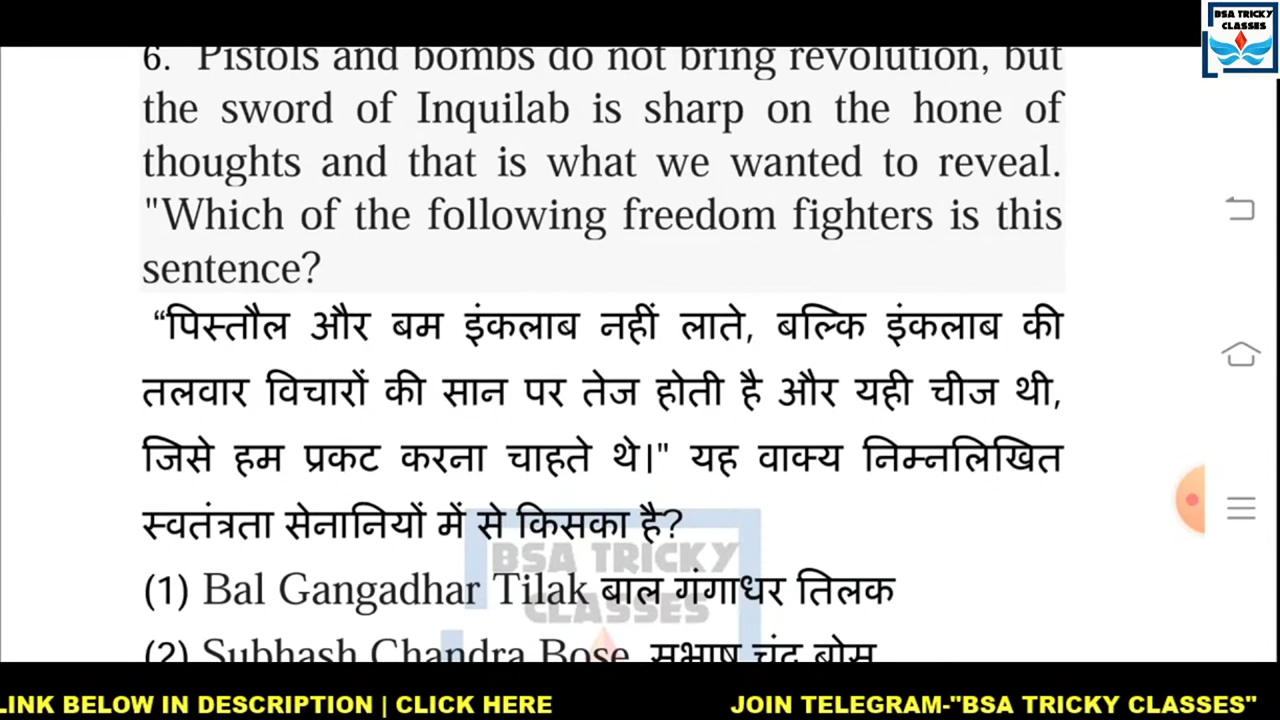 BSA TRICKY
CLASSES
6. Pistols and bombs do not bring revolution, but
the sword of Inquilab is sharp on the hone of
thoughts and that is what we wanted to reveal.
"Which of the following freedom fighters is this
sentence?
“पिस्तौल और बम इंकलाब नहीं लाते, बल्कि इंकलाब की
तलवार विचारों की सान पर तेज होती है और यही चीज थी,
जिसे हम प्रकट करना चाहते थे।" यह वाक्य निम्नलिखित
स्वतंत्रता सेनानियों में से किसका है?
BSA TRICKY
CLASSES
(1) Bal Gangadhar Tilak बाल गंगाधर तिलक
(2) Subhash Chandra Bose सुभाष चंद्र बोस
LINK BELOW IN DESCRIPTION | CLICK HERE
JOIN TELEGRAM-"BSA TRICKY CLASSES"